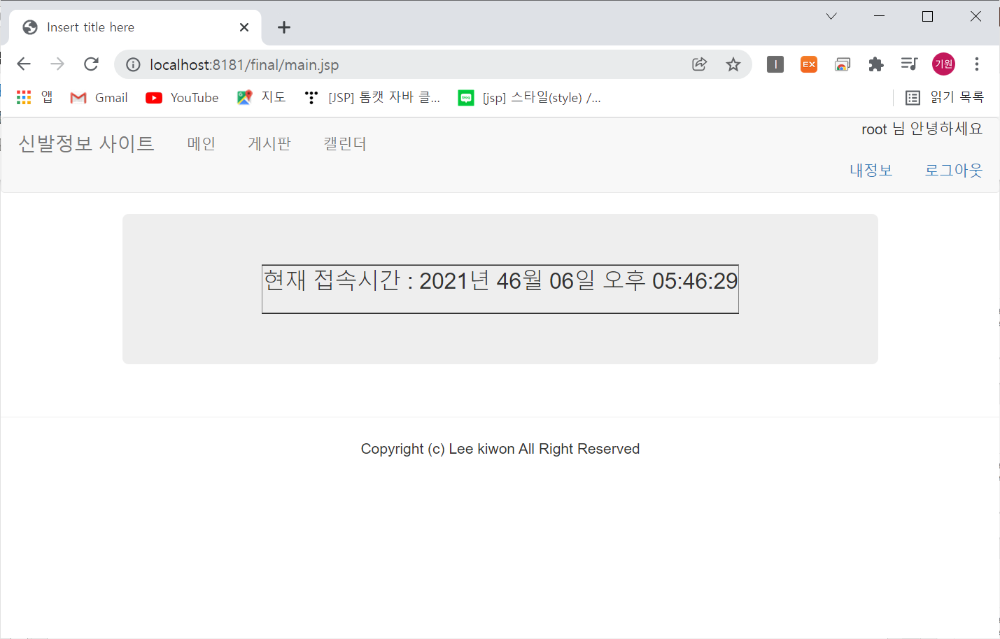 Insert title here
localhost:8181/final/main.jsp
EX
기원
앱 Gmail YouTube 지도 [JSP] 톰캣 자바 클... blog [jsp] 스타일(style) /... 읽기 목록
root 님 안녕하세요
신발정보 사이트 메인 게시판 캘린더
내정보 로그아웃
현재 접속시간 : 2021년 46월 06일 오후 05:46:29
Copyright (c) Lee kiwon All Right Reserved